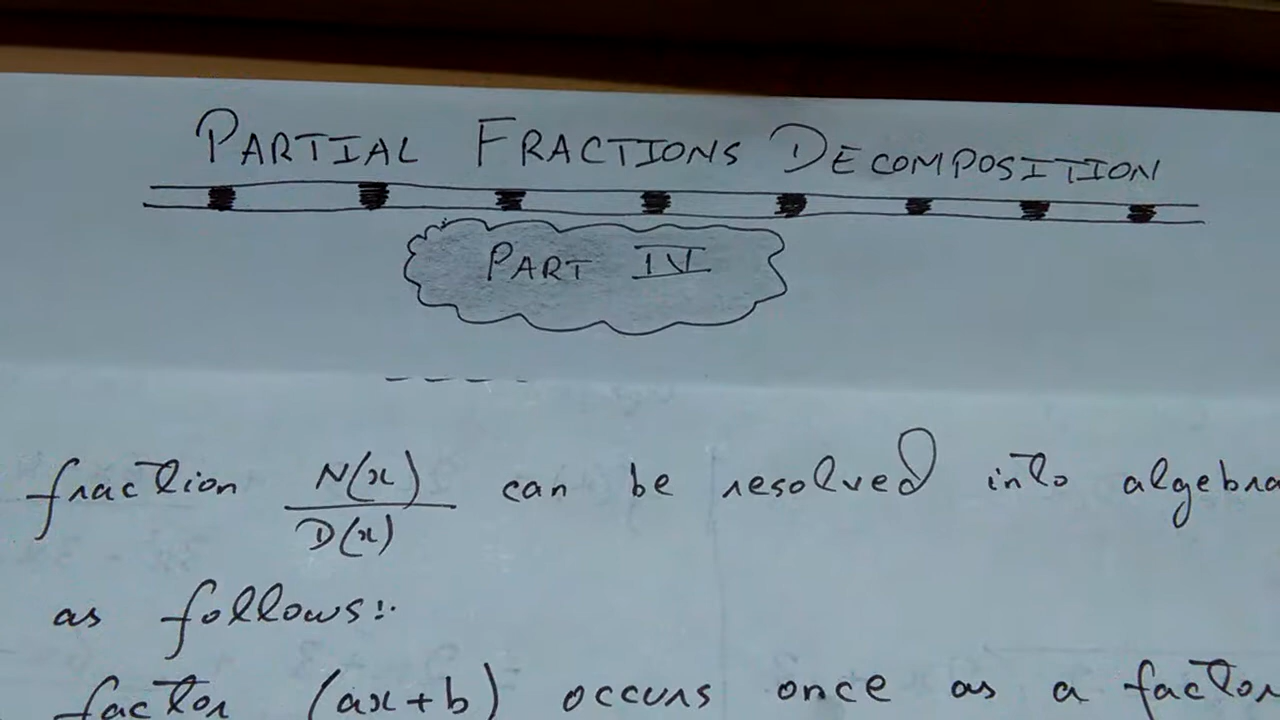 PARTIAL FRACTIONS DECOMPOSITION
PART IV
fraction N(x)/D(x) can be resolved into algebra
as follows:
factor (ax+b) occurs once as a factor